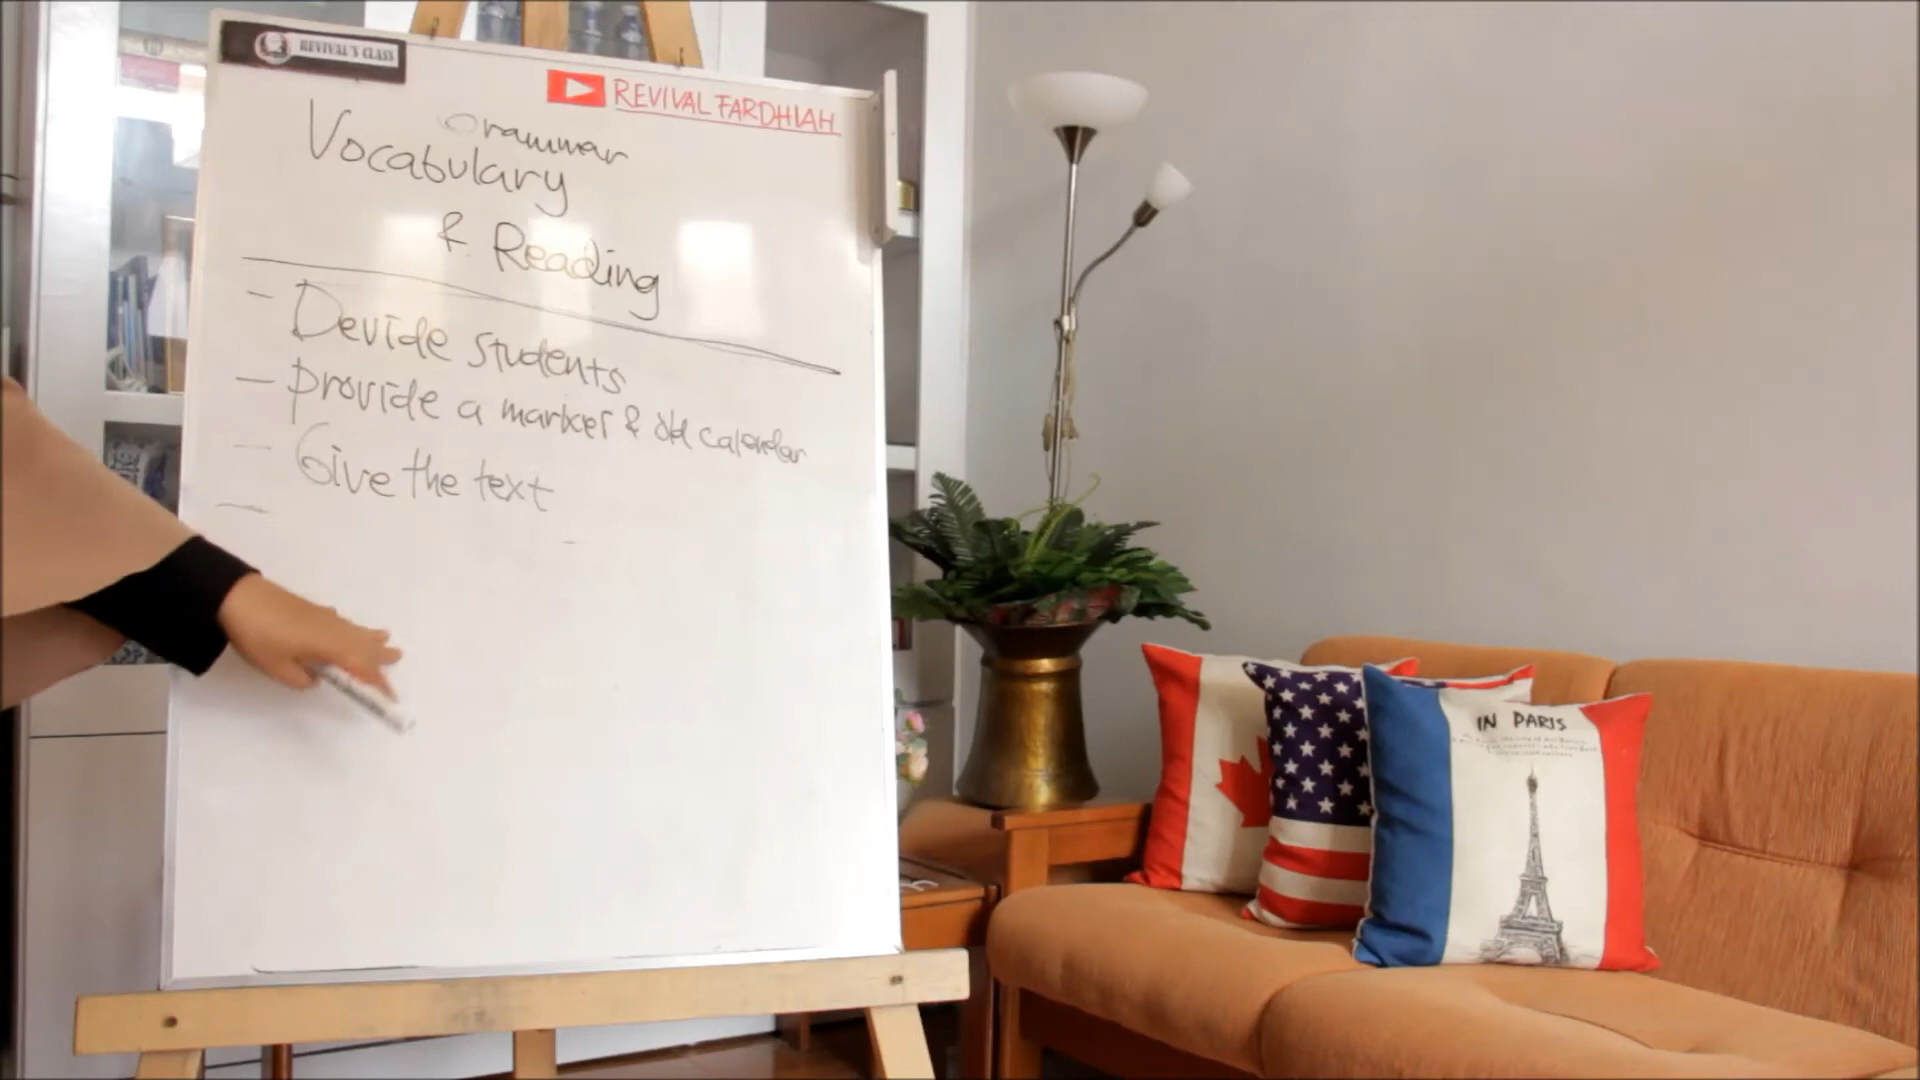 REVIVAL'S CLASS
REVIVAL FARDHIAH
Grammar
Vocabulary
& Reading
- Devide students
- provide a marker & old calendar
- Give the text
-
IN PARIS